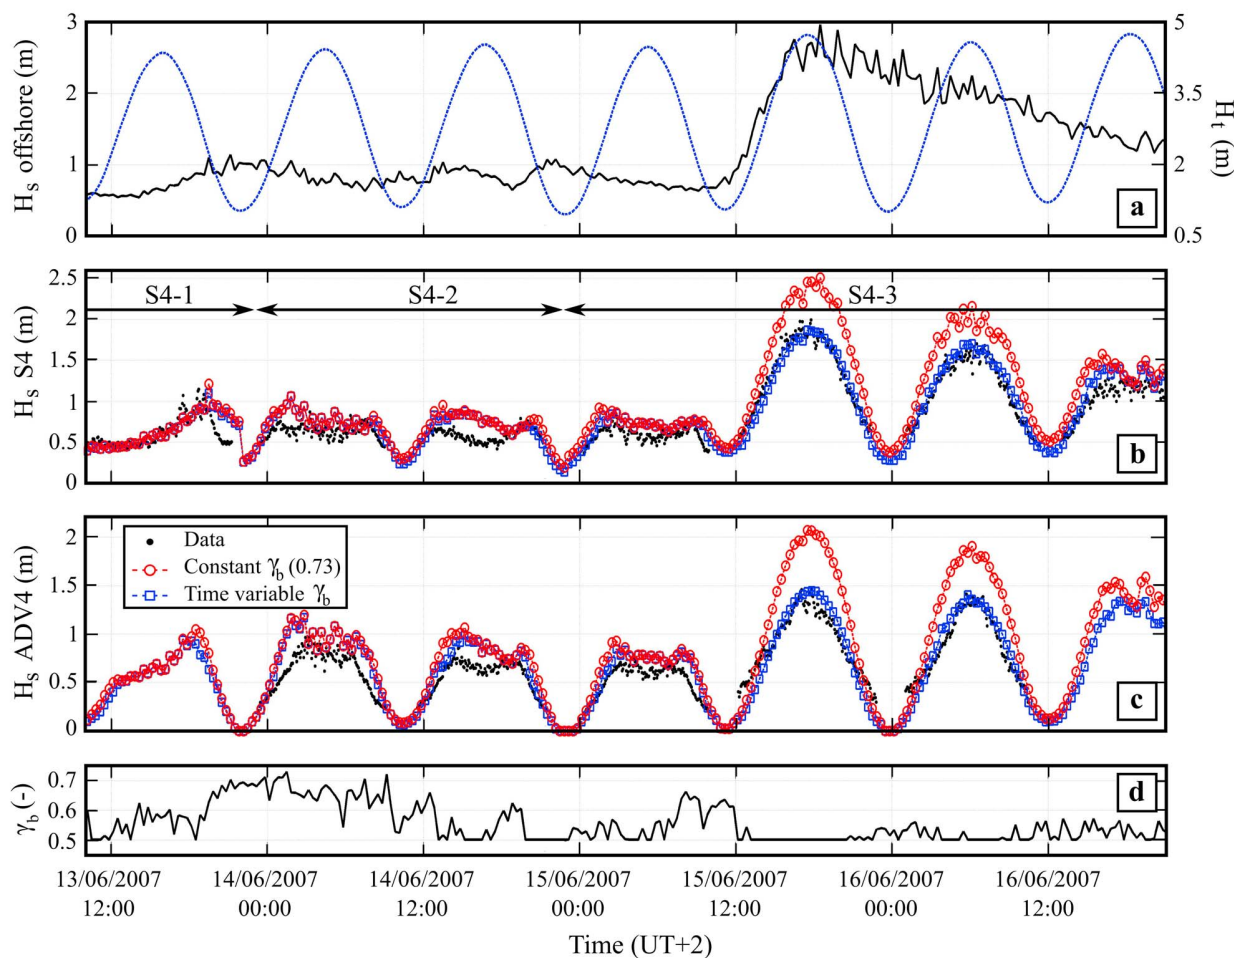 3
2
1
0
H_s offshore (m)
5
3.5
2
0.5
H_t (m)
a
2.5
2
1.5
1
0.5
0
H_s S4 (m)
S4-1
S4-2
S4-3
b
2
1.5
1
0.5
0
H_s ADV4 (m)
Data
Constant γ_b (0.73)
Time variable γ_b
c
0.7
0.6
0.5
γ_b (-)
d
13/06/2007 14/06/2007 14/06/2007 15/06/2007 15/06/2007 16/06/2007 16/06/2007
12:00 00:00 12:00 00:00 12:00 00:00 12:00
Time (UT+2)